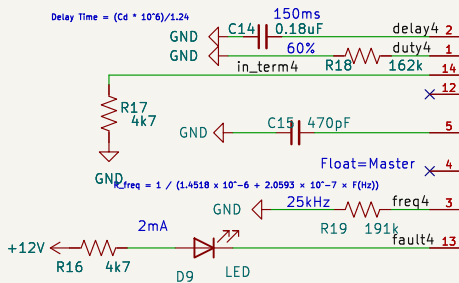 Delay Time = (Cd * 10^6)/1.24
150ms
C14 0.18uF
GND
delay4 2
GND
60%
duty4 1
R18 162k
in_term4
14
12
R17
4k7
GND
C15 470pF
5
GND
Float=Master
4
R_freq = 1 / (1.4518 x 10^-6 + 2.0593 x 10^-7 x F(Hz))
GND
25kHz
freq4 3
R19 191k
2mA
fault4 13
+12V
R16 4k7
D9
LED